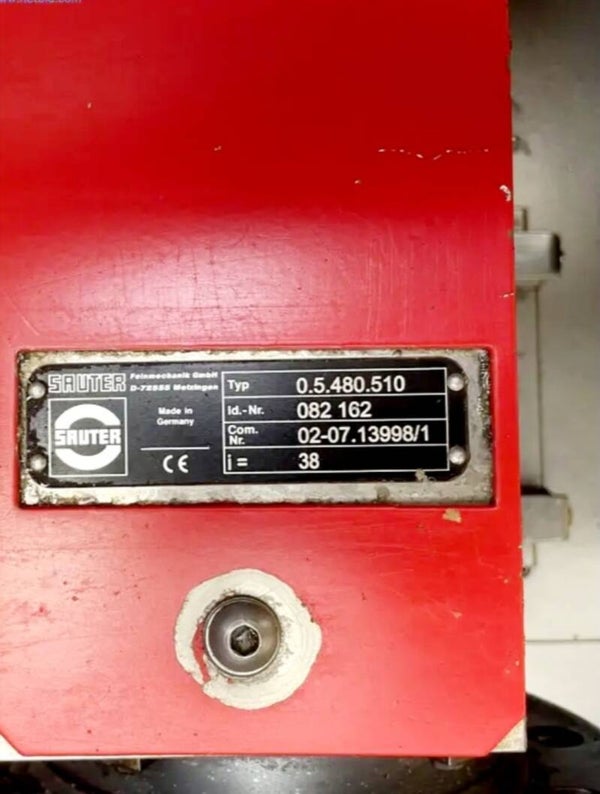 SAUTER Feinmechanik GmbH
D-72555 Metzingen
SAUTER
Made in
Germany
CE
Typ 0.5.480.510
Id.-Nr. 082 162
Com. Nr. 02-07.13998/1
i = 38